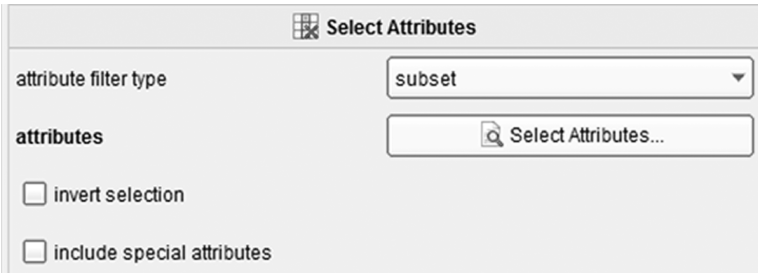 Select Attributes
attribute filter type subset
attributes Select Attributes...
invert selection
include special attributes